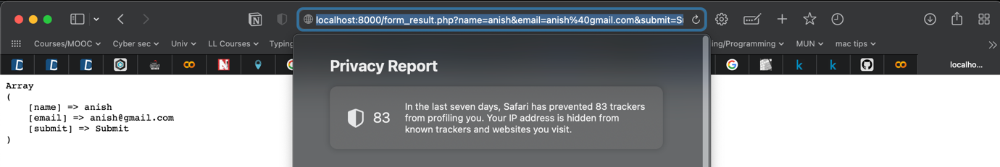 localhost:8000/form_result.php?name=anish&email=anish%40gmail.com&submit=S
Courses/MOOC
Cyber sec
Univ
LL Courses
Typing
ing/Programming
MUN
mac tips
localho...
Privacy Report
83
In the last seven days, Safari has prevented 83 trackers
from profiling you. Your IP address is hidden from
known trackers and websites you visit.
Array
(
[name] => anish
[email] => anish@gmail.com
[submit] => Submit
)